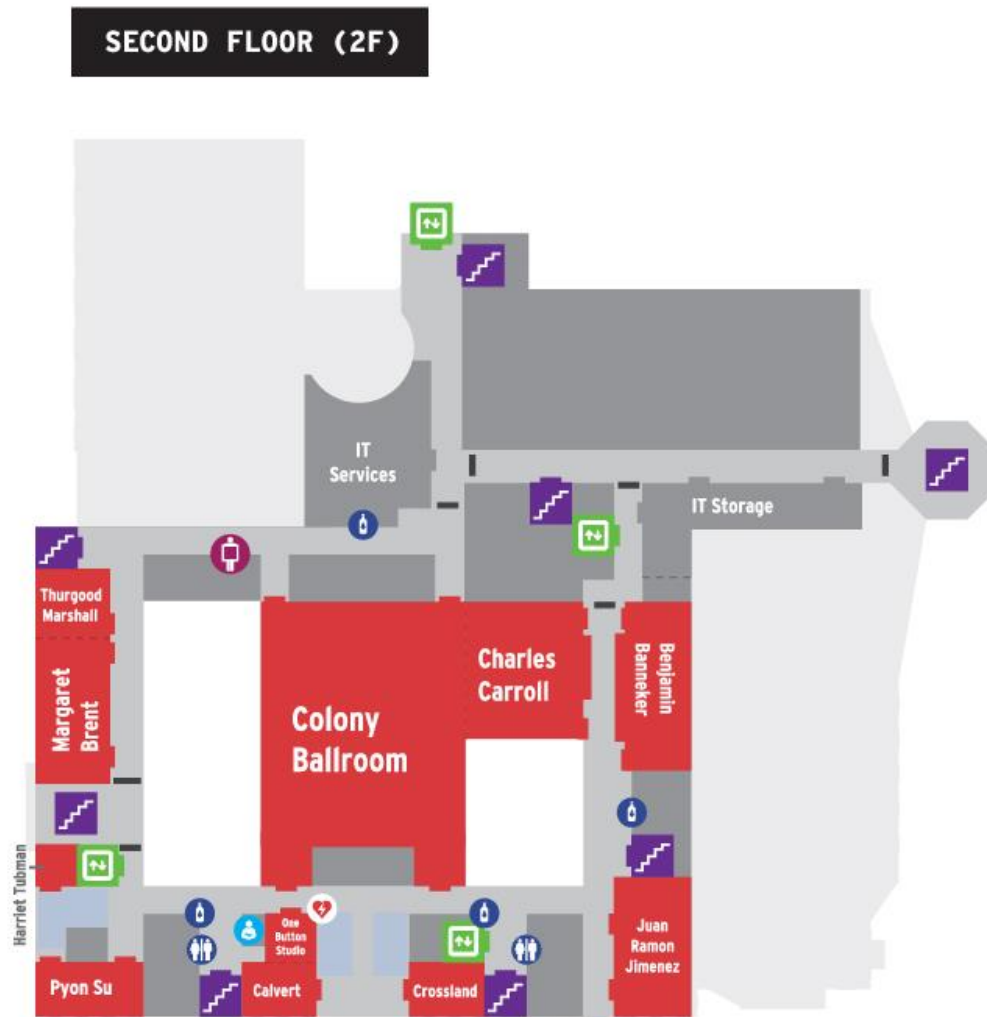 SECOND FLOOR (2F)
IT
Services
IT Storage
Thurgood
Marshall
Margaret
Brent
Colony
Ballroom
Charles
Carroll
Benjamin
Banneker
Harriet Tubman
One
Button
Studio
Juan
Ramon
Jimenez
Pyon Su
Calvert
Crossland